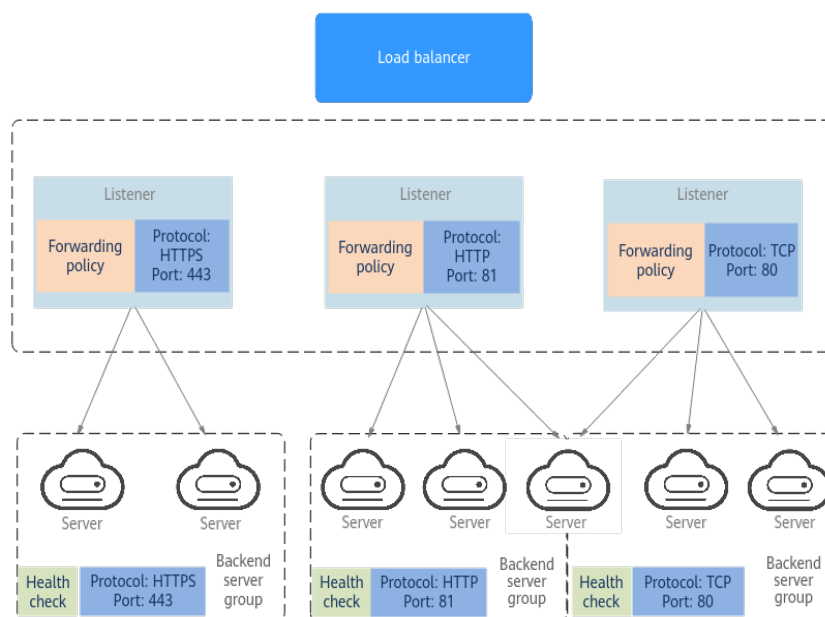 Load balancer
Listener
Forwarding
policy
Protocol:
HTTPS
Port: 443
Listener
Forwarding
policy
Protocol:
HTTP
Port: 81
Listener
Forwarding
policy
Protocol: TCP
Port: 80
Server
Server
Server
Server
Server
Server
Server
Health
check
Protocol: HTTPS
Port: 443
Backend
server
group
Health
check
Protocol: HTTP
Port: 81
Backend
server
group
Health
check
Protocol: TCP
Port: 80
Backend
server
group